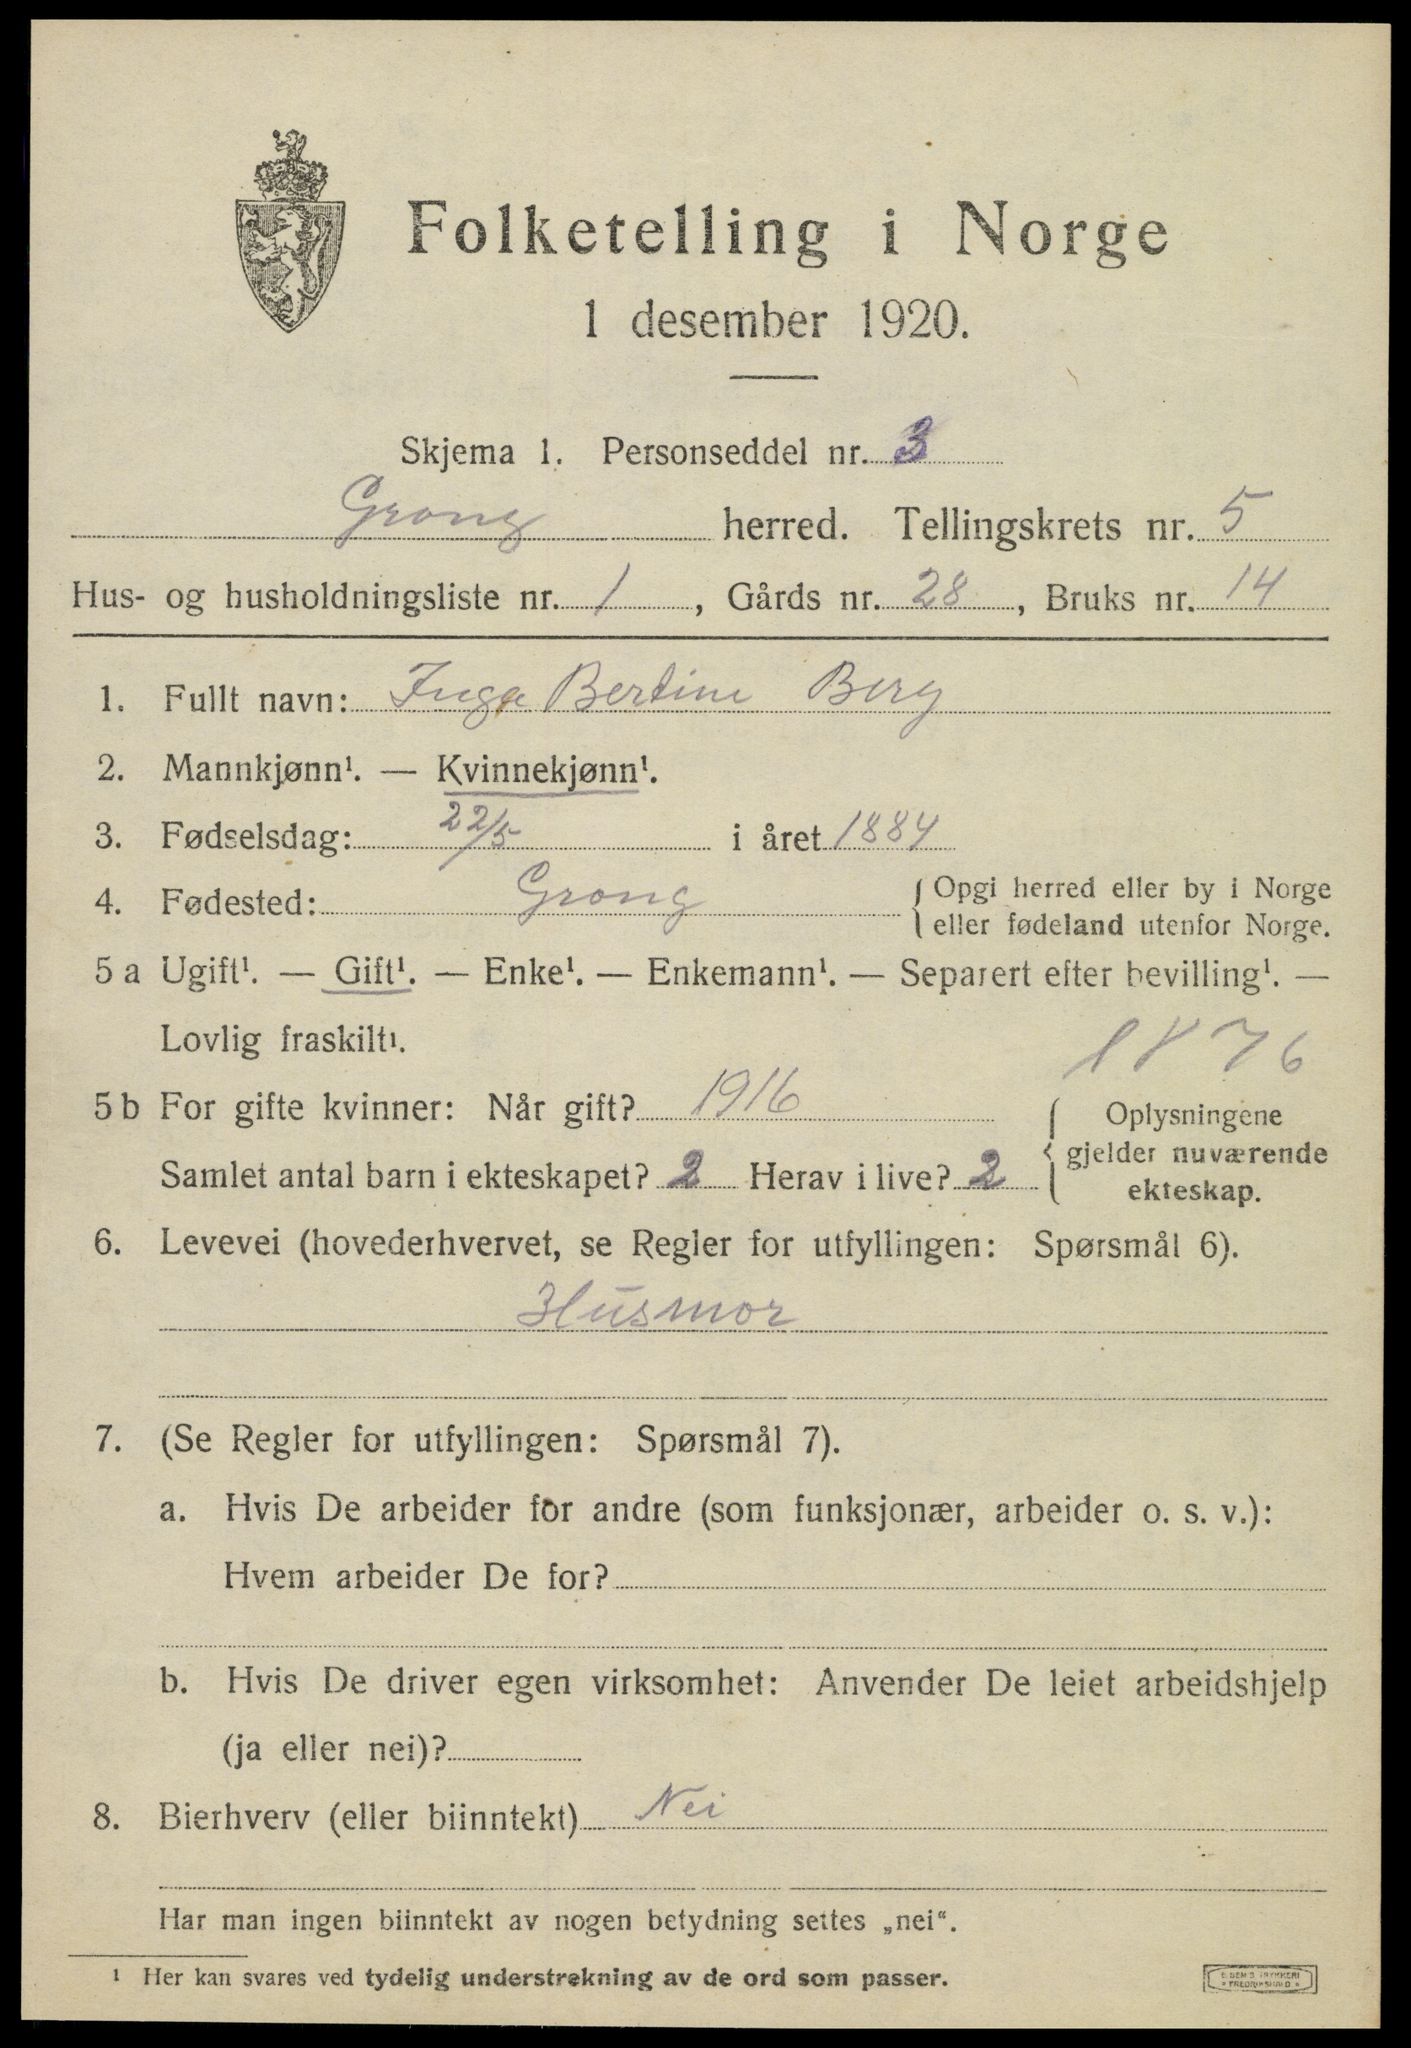 Folketelling i Norge
1 desember 1920.
Skjema 1. Personseddel nr. 3
Grong herred. Tellingskrets nr. 5
Hus- og husholdningsliste nr. 1, Gårds nr. 28, Bruks nr. 14
1. Fullt navn: Inga Bertine Berg
2. Mannkjønn¹. — Kvinnekjønn¹.
3. Fødselsdag: 22/5 i året 1884
4. Fødested: Grong { Opgi herred eller by i Norge
eller fødeland utenfor Norge.
5 a Ugift¹. — Gift¹. — Enke¹. — Enkemann¹. — Separert efter bevilling¹. —
Lovlig fraskilt¹.
1876
5 b For gifte kvinner: Når gift? 1916
Samlet antal barn i ekteskapet? 2 Herav i live? 2
{ Oplysningene
gjelder nuværende
ekteskap.
6. Levevei (hovederhvervet, se Regler for utfyllingen: Spørsmål 6).
Husmor
7. (Se Regler for utfyllingen: Spørsmål 7).
a. Hvis De arbeider for andre (som funksjonær, arbeider o. s. v.):
Hvem arbeider De for?
b. Hvis De driver egen virksomhet: Anvender De leiet arbeidshjelp
(ja eller nei)?
8. Bierhverv (eller biinntekt) Nei
Har man ingen biinntekt av nogen betydning settes „nei“.
¹ Her kan svares ved tydelig understrekning av de ord som passer.